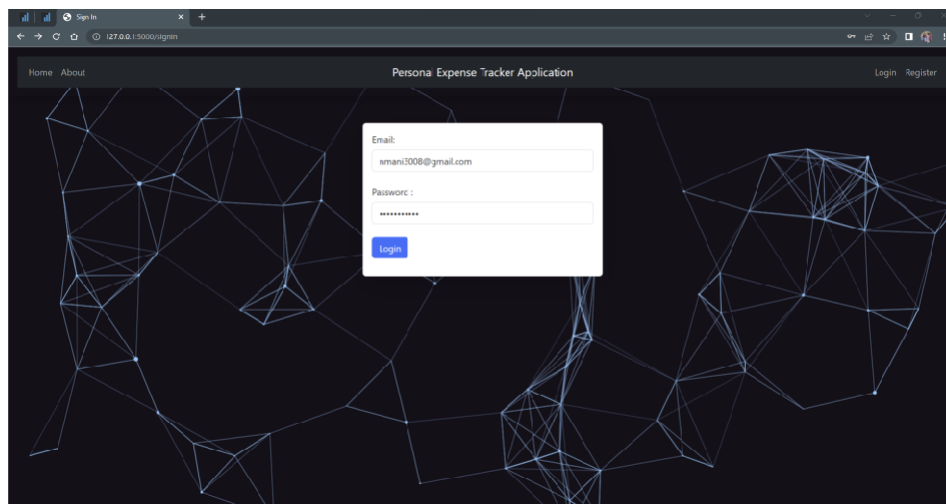 Sign In
127.0.0.1:5000/signin
Home About Personal Expense Tracker Application Login Register
Email:
Password :
Login